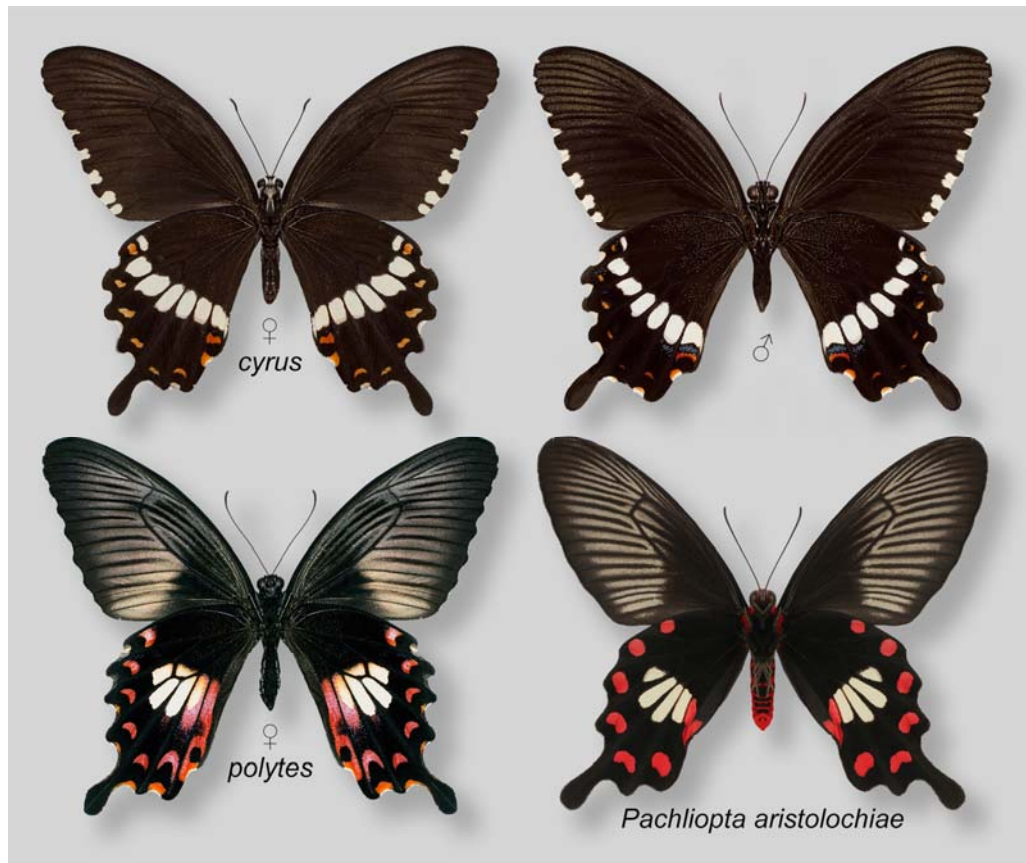 ♀
cyrus
♂
♀
polytes
Pachliopta aristolochiae